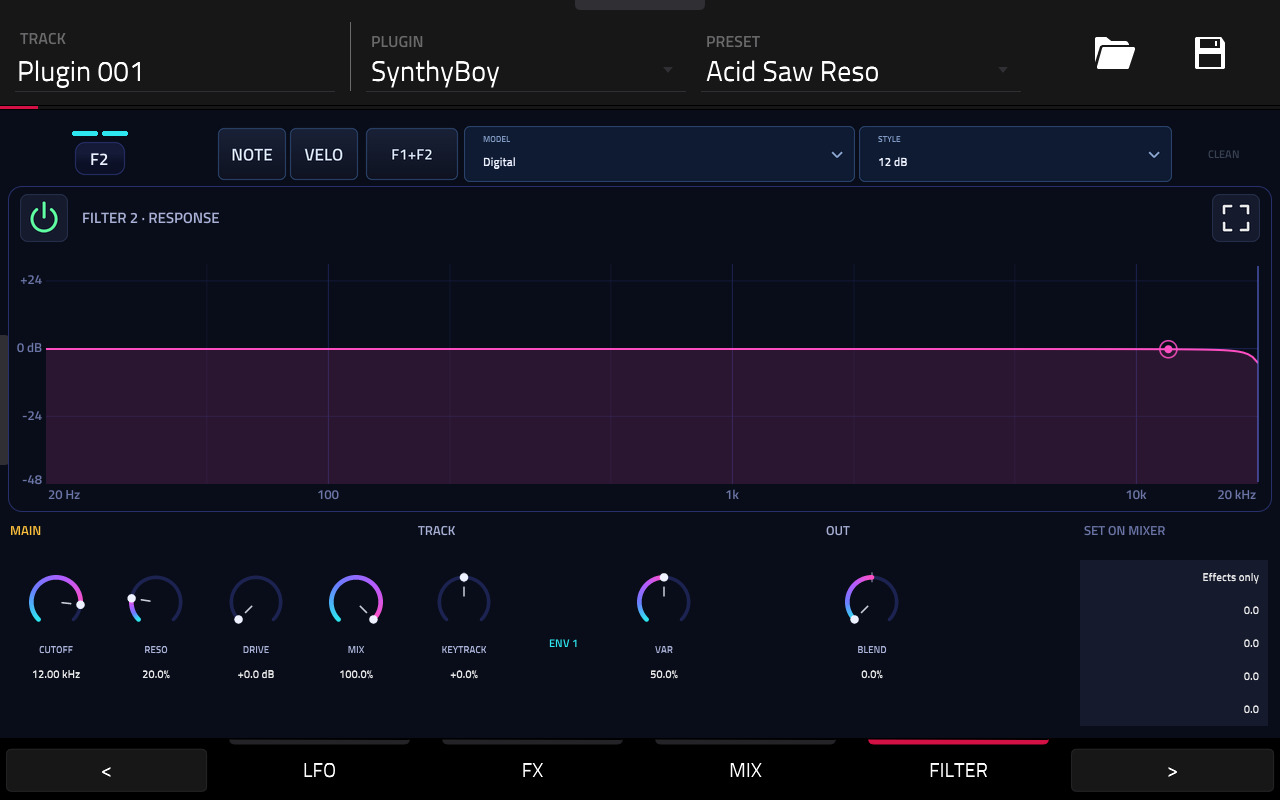 TRACK
Plugin 001
PLUGIN
SynthyBoy
PRESET
Acid Saw Reso
F2
NOTE
VELO
F1+F2
MODEL
Digital
STYLE
12 dB
CLEAN
FILTER 2 · RESPONSE
+24
0 dB
-24
-48
20 Hz
100
1k
10k
20 kHz
MAIN
TRACK
OUT
SET ON MIXER
CUTOFF
12.00 kHz
RESO
20.0%
DRIVE
+0.0 dB
MIX
100.0%
KEYTRACK
+0.0%
ENV 1
VAR
50.0%
BLEND
0.0%
Effects only
0.0
0.0
0.0
0.0
<
LFO
FX
MIX
FILTER
>